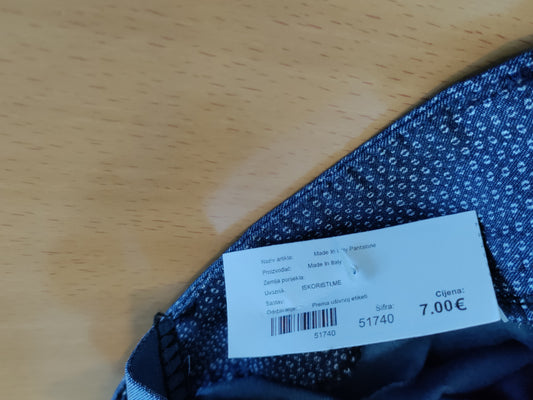 Naziv artikla: Made In Italy Pantalone
Proizvođač: Made In Italy
Zemlja porijekla:
Uvoznik: ISKORISTI.ME
Sastav:
Održavanje: Prema ušivnoj etiketi
Šifra: Cijena:
51740 7.00€
51740